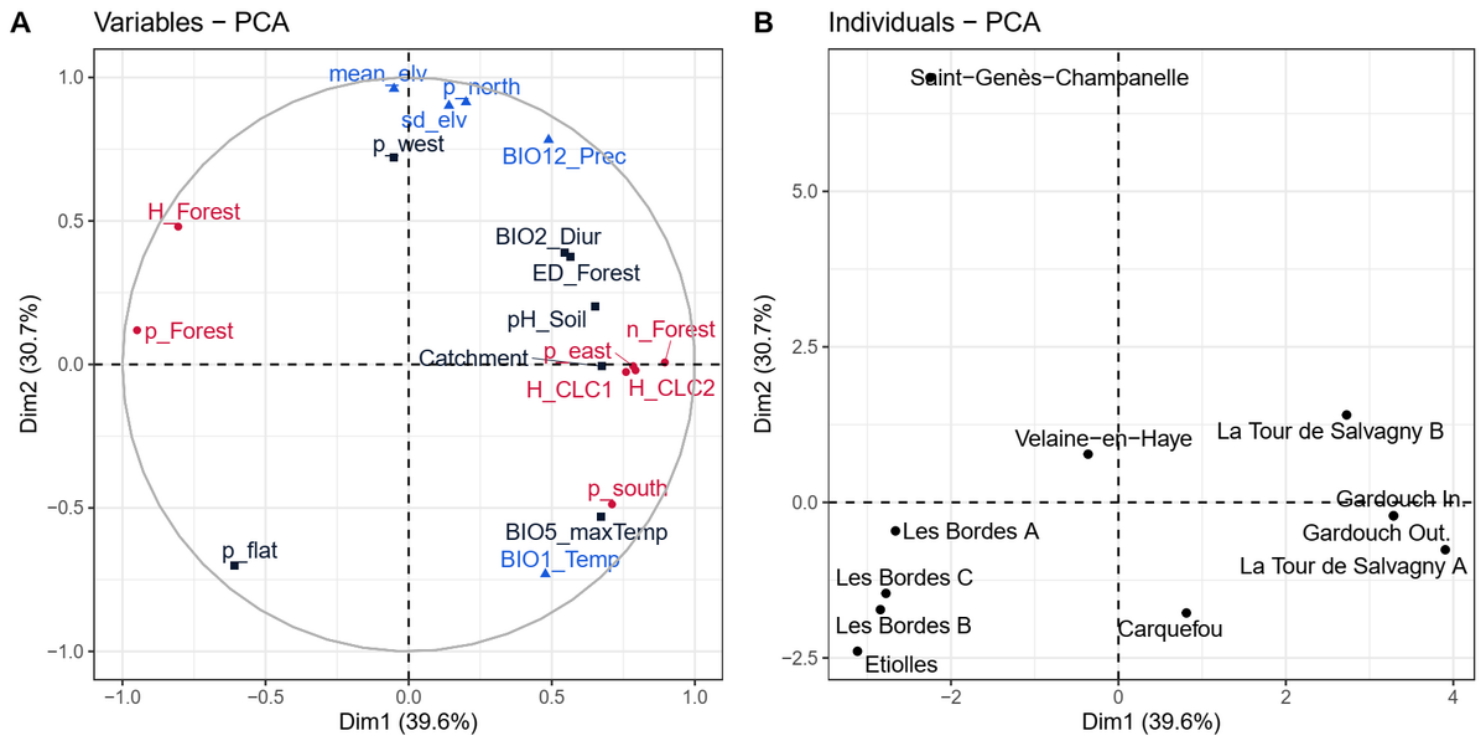 A Variables − PCA
mean_elv
p_north
sd_elv
p_west
BIO12_Prec
H_Forest
BIO2_Diur
ED_Forest
pH_Soil
p_Forest
n_Forest
Catchment
p_east
H_CLC1
H_CLC2
p_south
BIO5_maxTemp
BIO1_Temp
p_flat
1.0
0.5
0.0
−0.5
−1.0
Dim2 (30.7%)
−1.0 −0.5 0.0 0.5 1.0
Dim1 (39.6%)
B Individuals − PCA
Saint−Genès−Champanelle
Velaine−en−Haye
La Tour de Salvagny B
Gardouch In.
Les Bordes A
Gardouch Out.
La Tour de Salvagny A
Les Bordes C
Les Bordes B
Carquefou
Etiolles
5.0
2.5
0.0
−2.5
Dim2 (30.7%)
−2 0 2 4
Dim1 (39.6%)